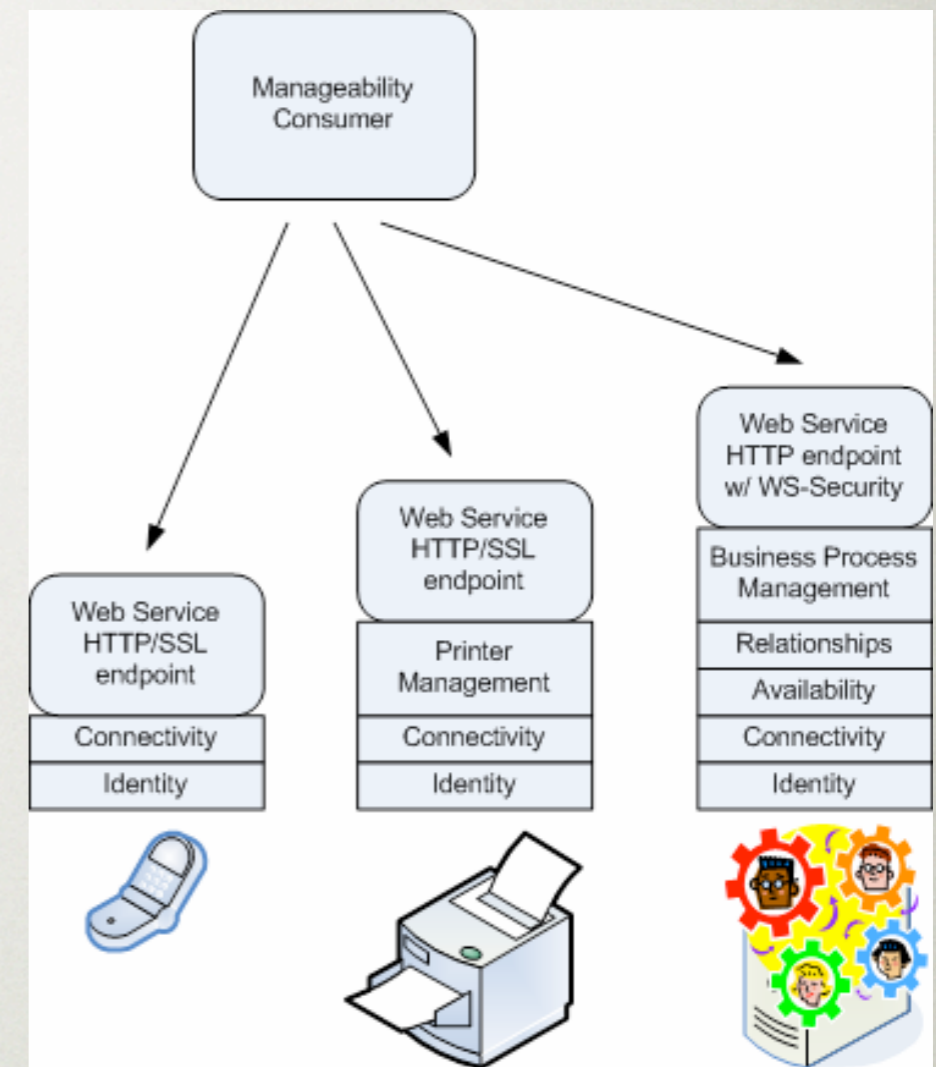 Manageability
Consumer
Web Service
HTTP/SSL
endpoint
Connectivity
Identity
Web Service
HTTP/SSL
endpoint
Printer
Management
Connectivity
Identity
Web Service
HTTP endpoint
w/ WS-Security
Business Process
Management
Relationships
Availability
Connectivity
Identity